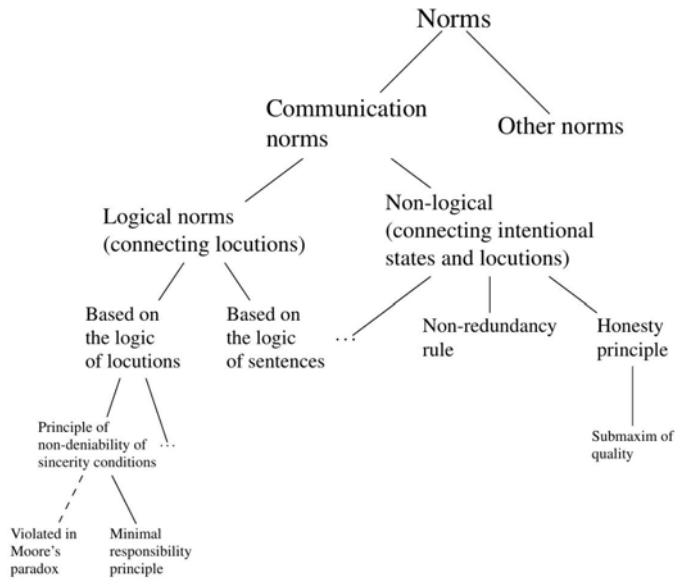 Norms
Communication
norms
Other norms
Logical norms
(connecting locutions)
Non-logical
(connecting intentional
states and locutions)
Based on
the logic
of locutions
Based on
the logic
of sentences
...
Non-redundancy
rule
Honesty
principle
Principle of
non-deniability of
sincerity conditions
...
Submaxim of
quality
Violated in
Moore's
paradox
Minimal
responsibility
principle